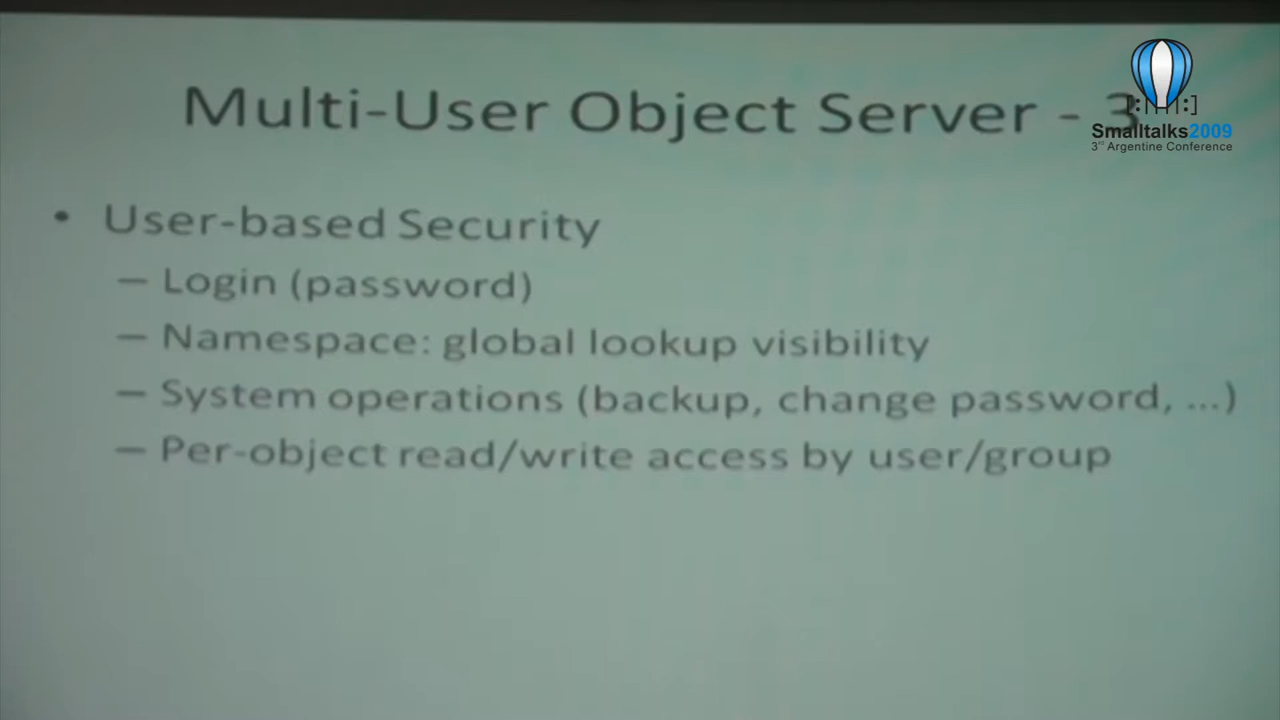 Multi-User Object Server - 3
[:|||||:]
Smalltalks2009
3rd Argentine Conference
• User-based Security
– Login (password)
– Namespace: global lookup visibility
– System operations (backup, change password, ...)
– Per-object read/write access by user/group